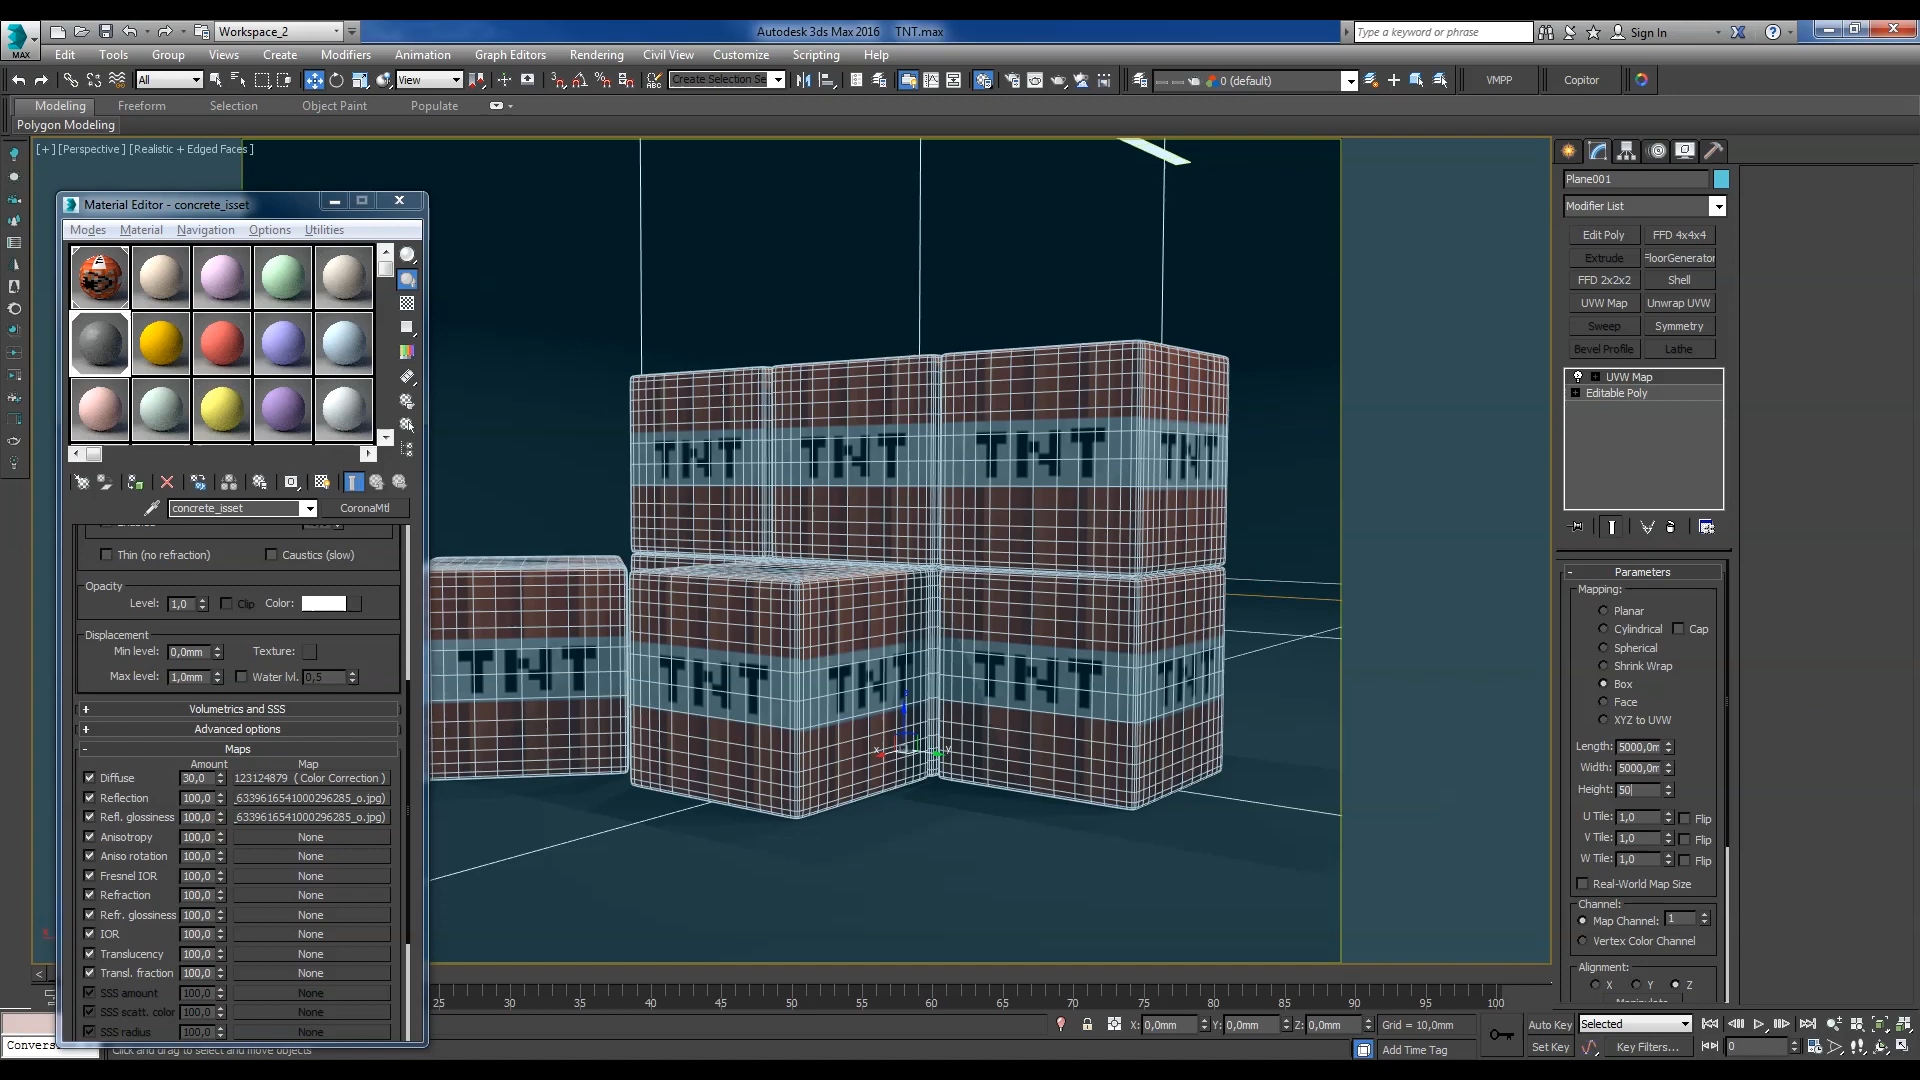 Workspace_2
Autodesk 3ds Max 2016 TNT.max
Type a keyword or phrase
Sign In
MAX
Edit Tools Group Views Create Modifiers Animation Graph Editors Rendering Civil View Customize Scripting Help
All
View
Create Selection Se
0 (default)
VMPP
Copitor
Modeling Freeform Selection Object Paint Populate
Polygon Modeling
[+] [Perspective ] [Realistic + Edged Faces ]
Material Editor - concrete_isset
Modes Material Navigation Options Utilities
concrete_isset
CoronaMtl
Thin (no refraction) Caustics (slow)
Opacity
Level: 1,0 Clip Color:
Displacement
Min level: 0,0mm Texture:
Max level: 1,0mm Water lvl. 0,5
+ Volumetrics and SSS
+ Advanced options
- Maps
Amount Map
Diffuse 30,0 123124879 ( Color Correction )
Reflection 100,0 _6339616541000296285_o.jpg)
Refl. glossiness 100,0 _6339616541000296285_o.jpg)
Anisotropy 100,0 None
Aniso rotation 100,0 None
Fresnel IOR 100,0 None
Refraction 100,0 None
Refr. glossiness 100,0 None
IOR 100,0 None
Translucency 100,0 None
Transl. fraction 100,0 None
SSS amount 100,0 None
SSS scatt. color 100,0 None
SSS radius 100,0 None
TNT TNT TNT TNT
TNT TNT TNT TNT TNT
x y
Plane001
Modifier List
Edit Poly FFD 4x4x4
Extrude FloorGenerator
FFD 2x2x2 Shell
UVW Map Unwrap UVW
Sweep Symmetry
Bevel Profile Lathe
UVW Map
Editable Poly
- Parameters
Mapping:
Planar
Cylindrical Cap
Spherical
Shrink Wrap
Box
Face
XYZ to UVW
Length: 5000,0m
Width: 5000,0m
Height: 50
U Tile: 1,0 Flip
V Tile: 1,0 Flip
W Tile: 1,0 Flip
Real-World Map Size
Channel:
Map Channel: 1
Vertex Color Channel
Alignment:
X Y Z
Manipulate
25 30 35 40 45 50 55 60 65 70 75 80 85 90 95 100
X: 0,0mm Y: 0,0mm Z: 0,0mm Grid = 10,0mm
Auto Key Selected
Convers
Click and drag to select and move objects
Add Time Tag
Set Key Key Filters... 0